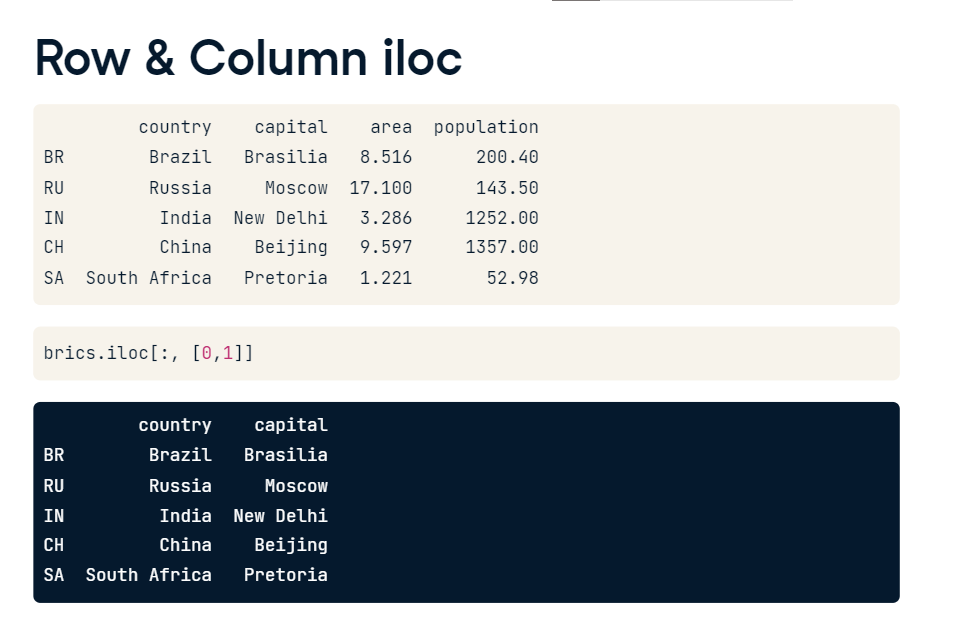 Row & Column iloc
country capital area population
BR Brazil Brasilia 8.516 200.40
RU Russia Moscow 17.100 143.50
IN India New Delhi 3.286 1252.00
CH China Beijing 9.597 1357.00
SA South Africa Pretoria 1.221 52.98
brics.iloc[:, [0,1]]
country capital
BR Brazil Brasilia
RU Russia Moscow
IN India New Delhi
CH China Beijing
SA South Africa Pretoria